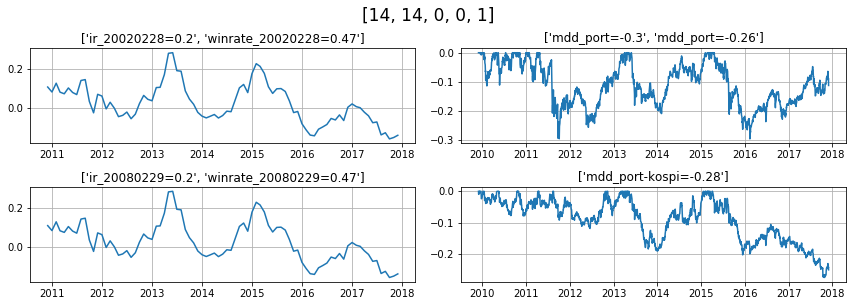 [14, 14, 0, 0, 1]
['ir_20020228=0.2', 'winrate_20020228=0.47']
0.2
0.0
2011 2012 2013 2014 2015 2016 2017 2018
['mdd_port=-0.3', 'mdd_port=-0.26']
0.0
−0.1
−0.2
−0.3
2010 2011 2012 2013 2014 2015 2016 2017 2018
['ir_20080229=0.2', 'winrate_20080229=0.47']
0.2
0.0
2011 2012 2013 2014 2015 2016 2017 2018
['mdd_port-kospi=-0.28']
0.0
−0.1
−0.2
2010 2011 2012 2013 2014 2015 2016 2017 2018